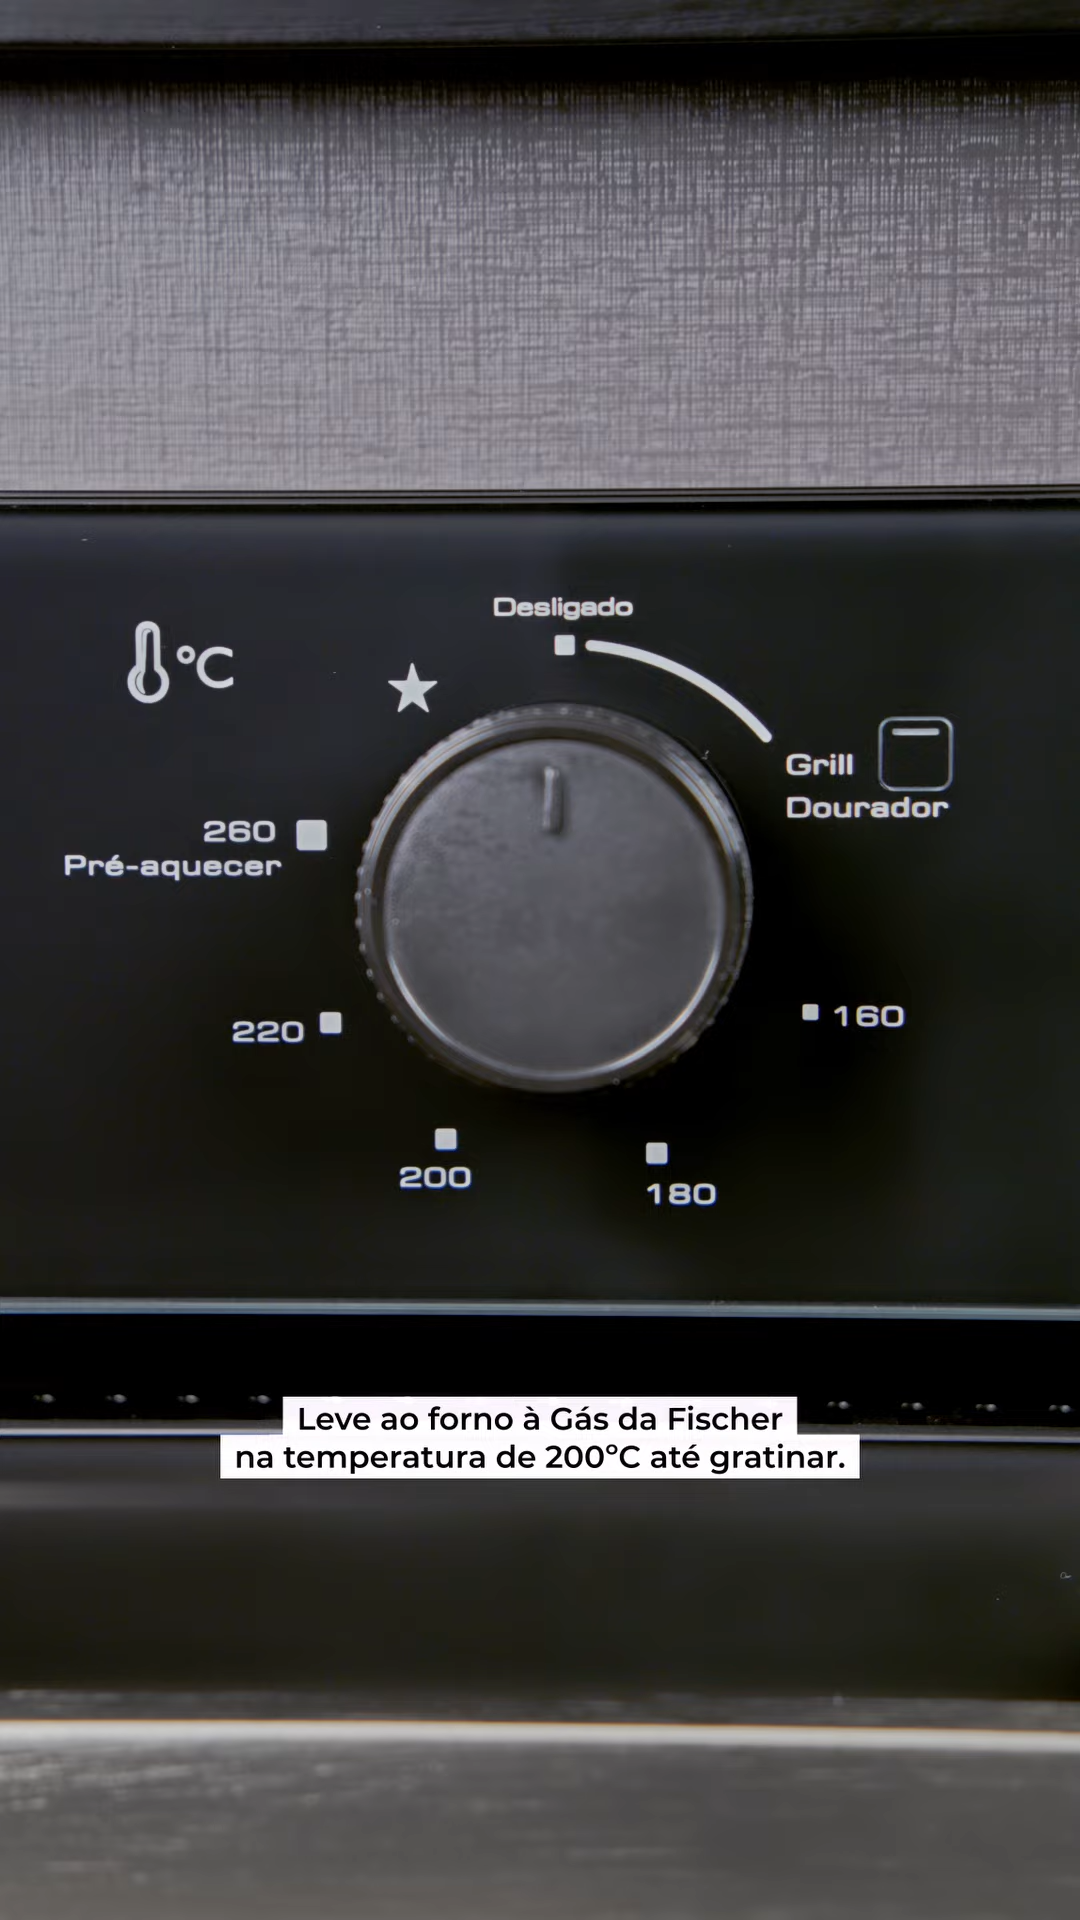 Desligado
°C
Grill
Dourador
260
Pré-aquecer
220
160
200
180
Leve ao forno à Gás da Fischer
na temperatura de 200°C até gratinar.